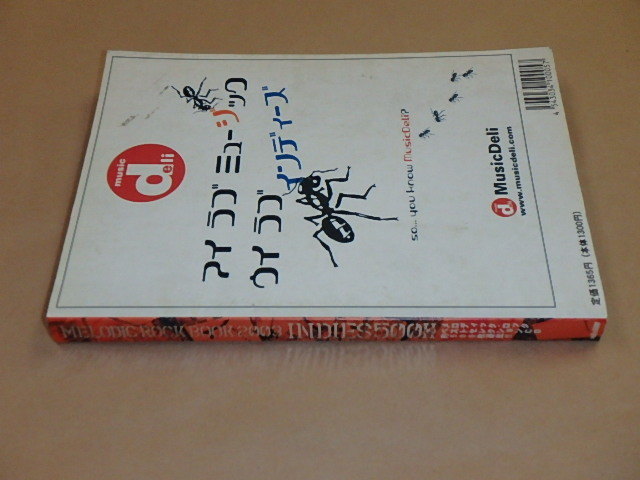 music
deli
アイ ラブ ミュージック
ウイ ラブ インディーズ
so... you know MusicDeli?
d. MusicDeli
www.musicdeli.com
定価1365円（本体1300円）
MELODIC ROCK BOOK 2003 INDIES BOOK